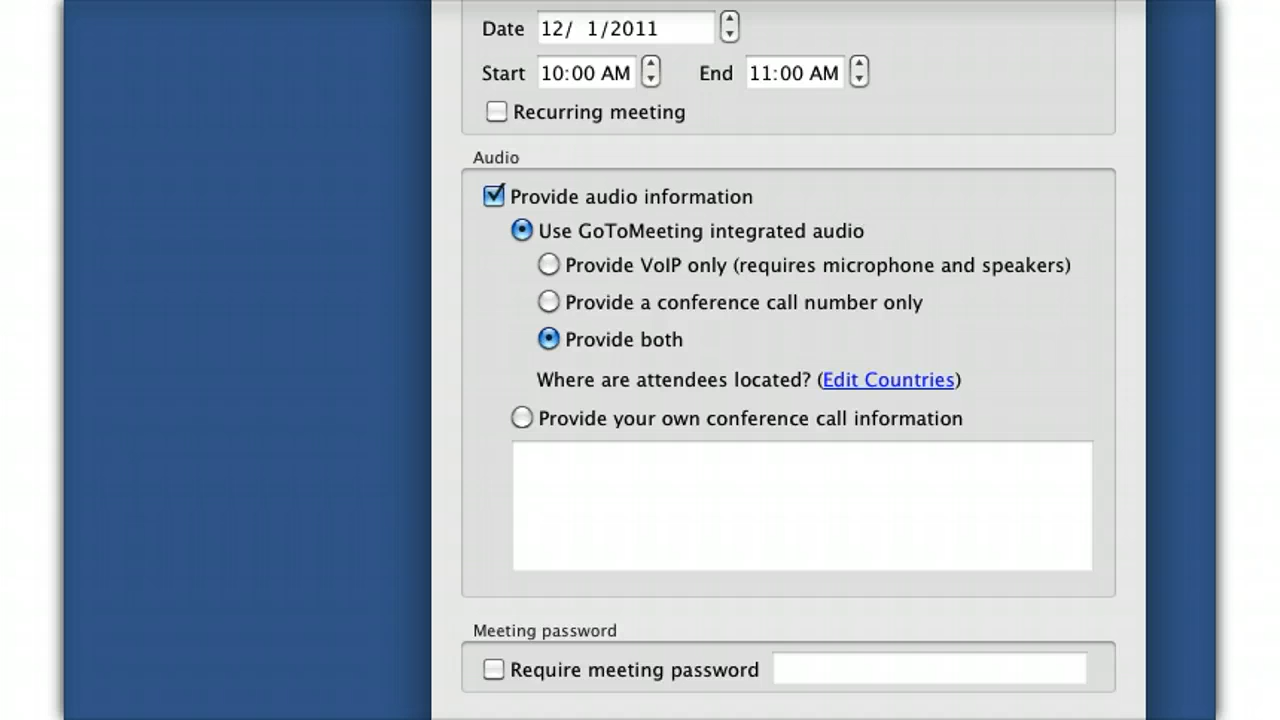 Date 12/ 1/2011
Start 10:00 AM End 11:00 AM
Recurring meeting
Audio
Provide audio information
Use GoToMeeting integrated audio
Provide VoIP only (requires microphone and speakers)
Provide a conference call number only
Provide both
Where are attendees located? (Edit Countries)
Provide your own conference call information
Meeting password
Require meeting password